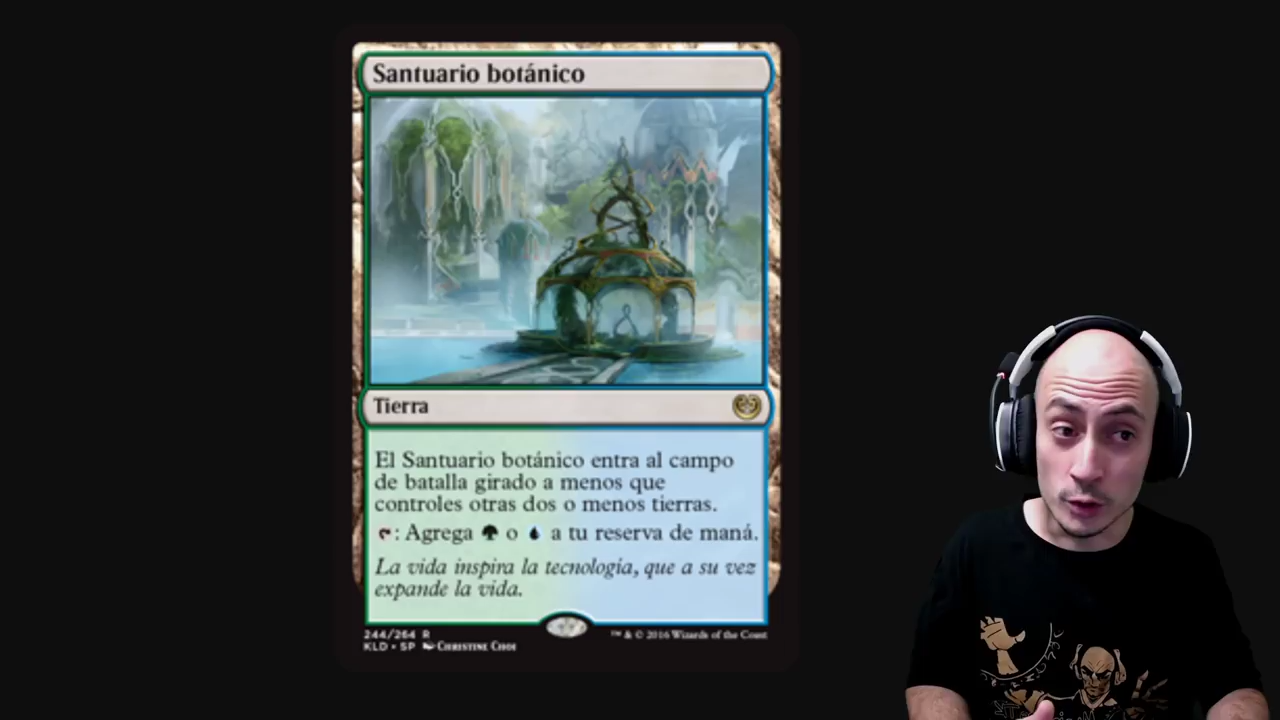 Santuario botánico
Tierra
El Santuario botánico entra al campo
de batalla girado a menos que
controles otras dos o menos tierras.
: Agrega o a tu reserva de maná.
La vida inspira la tecnología, que a su vez
expande la vida.
244/264 R
™ & © 2016 Wizards of the Coast
KLD • SP Christine Choi